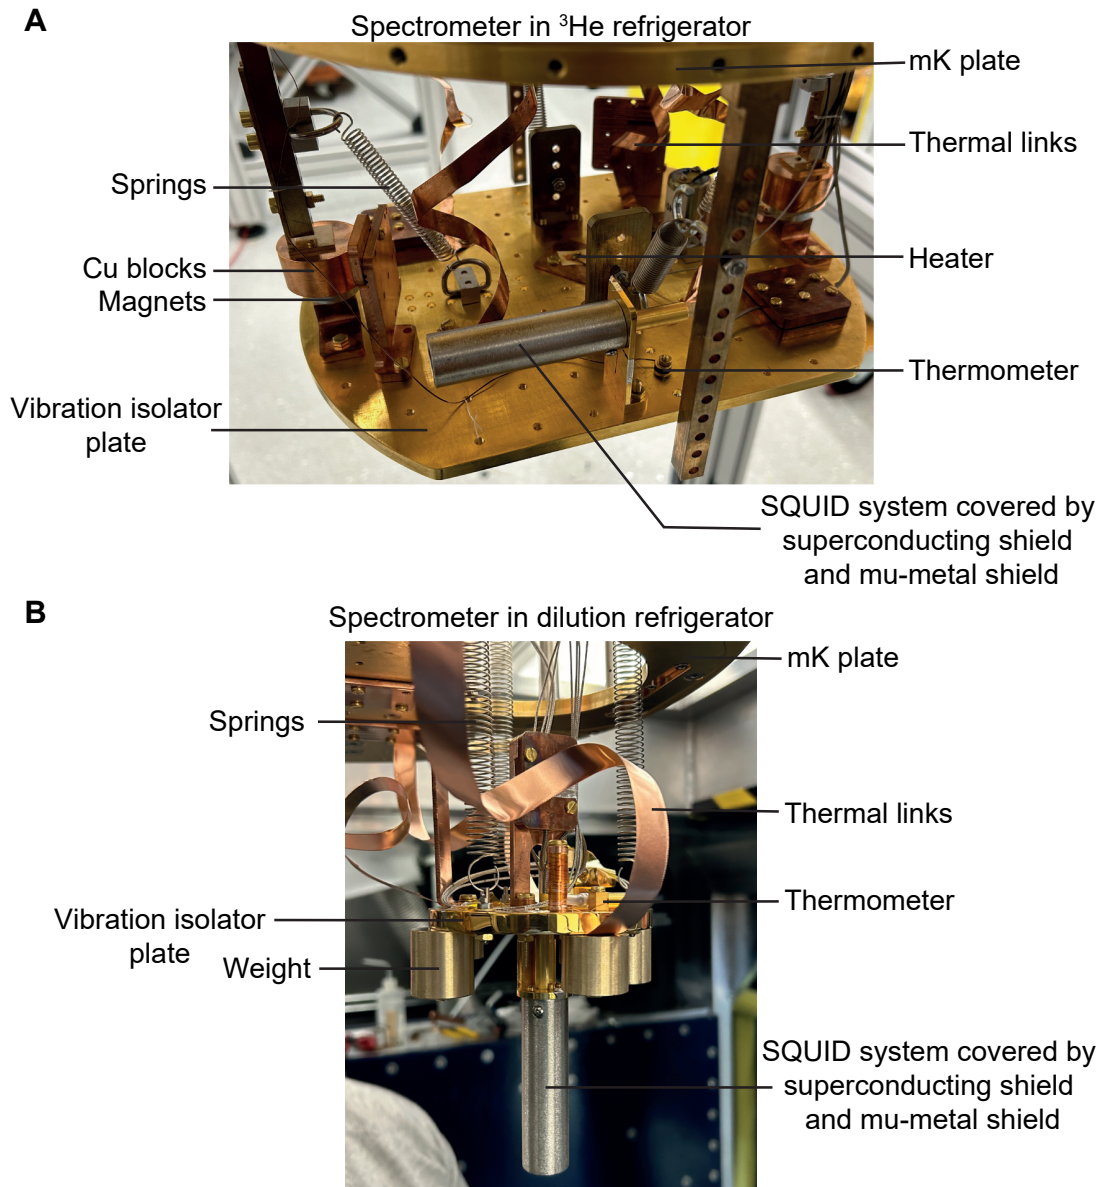 A
Spectrometer in ³He refrigerator
mK plate
Thermal links
Springs
Heater
Cu blocks
Magnets
Thermometer
Vibration isolator
plate
SQUID system covered by
superconducting shield
and mu-metal shield
B
Spectrometer in dilution refrigerator
mK plate
Springs
Thermal links
Thermometer
Vibration isolator
plate
Weight
SQUID system covered by
superconducting shield
and mu-metal shield